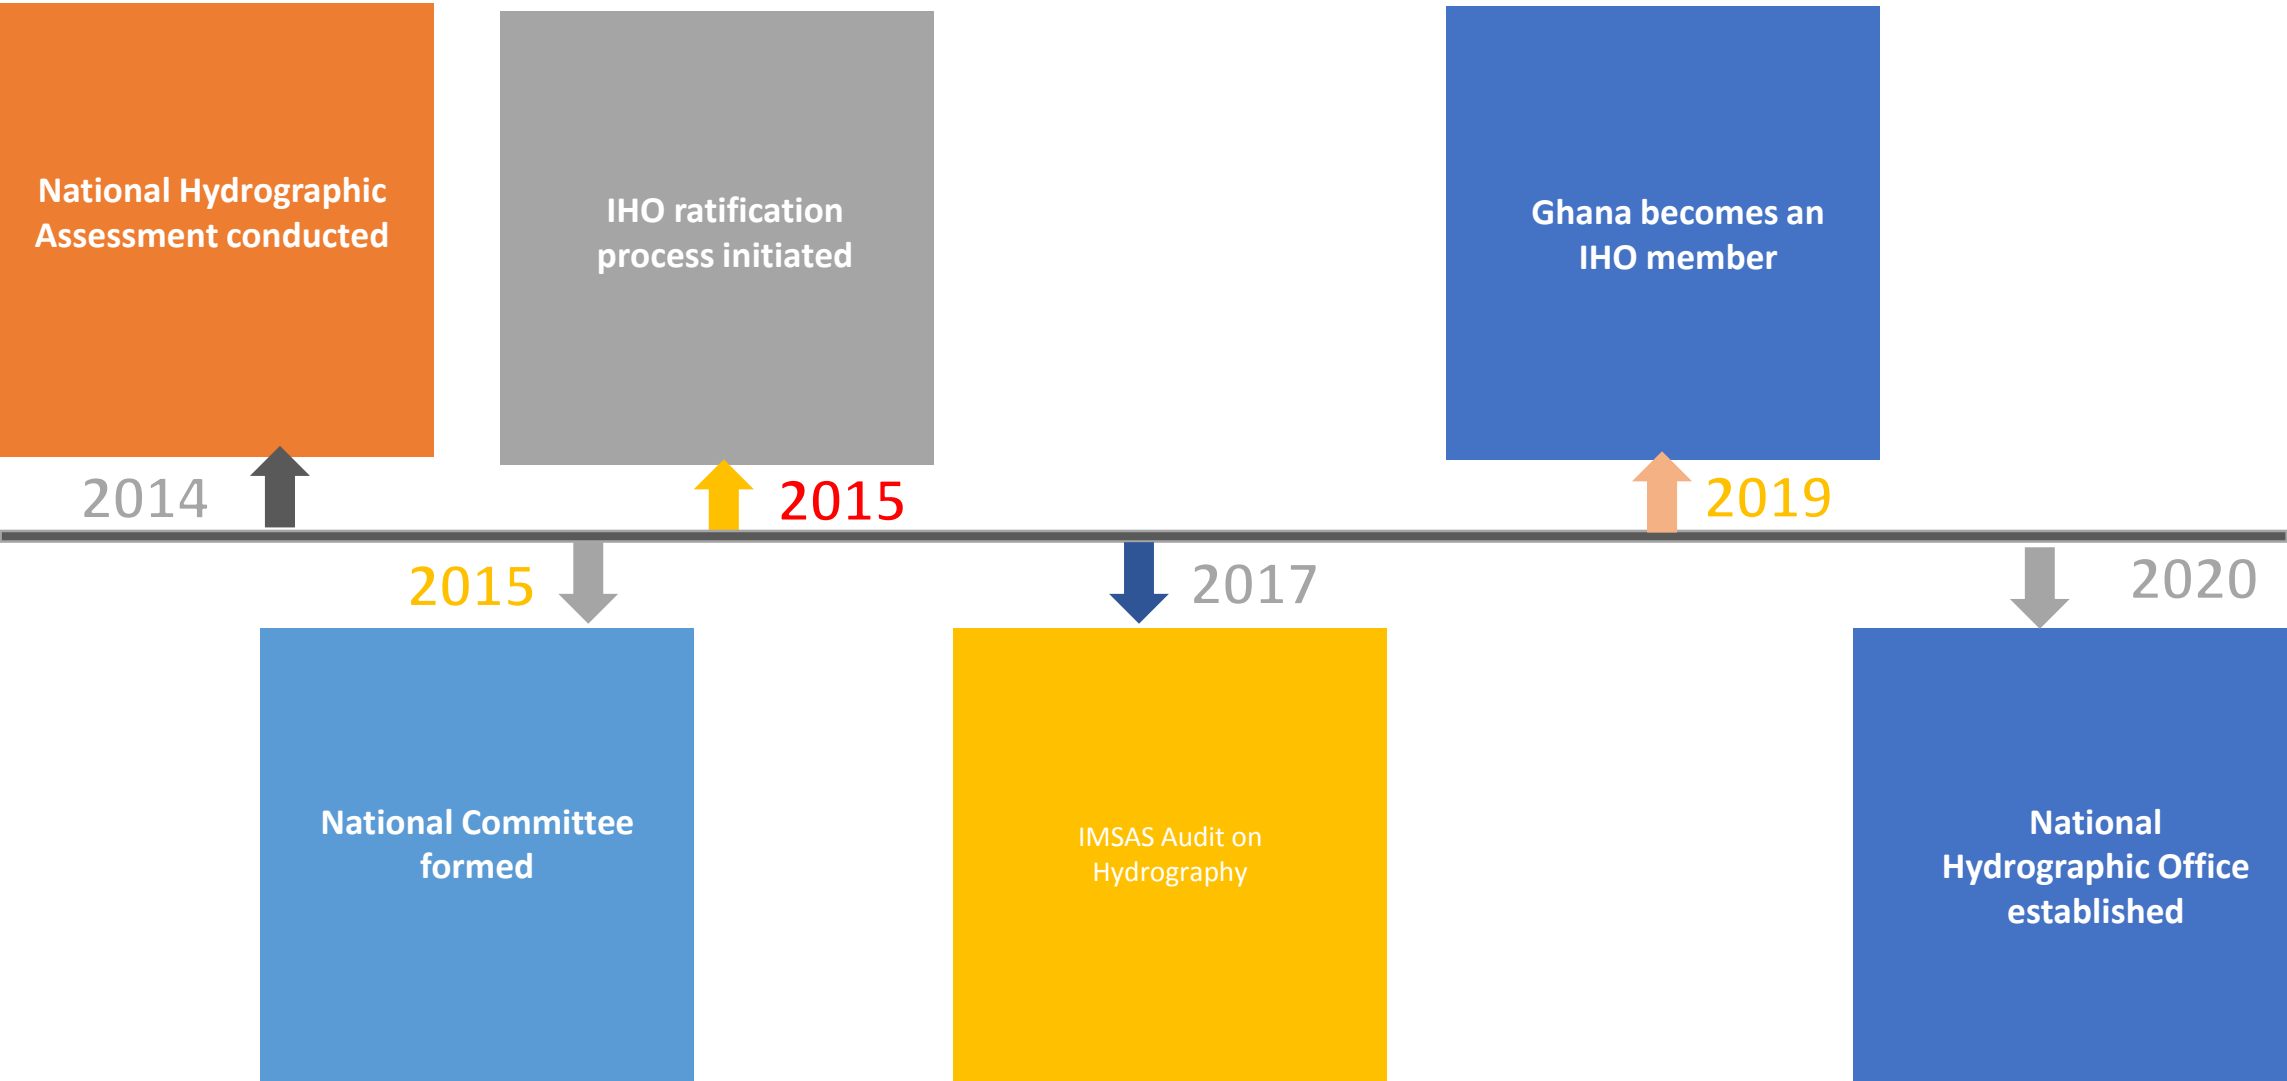 National Hydrographic
Assessment conducted
IHO ratification
process initiated
Ghana becomes an
IHO member
2014
2015
2019
2015
2017
2020
National Committee
formed
IMSAS Audit on
Hydrography
National
Hydrographic Office
established